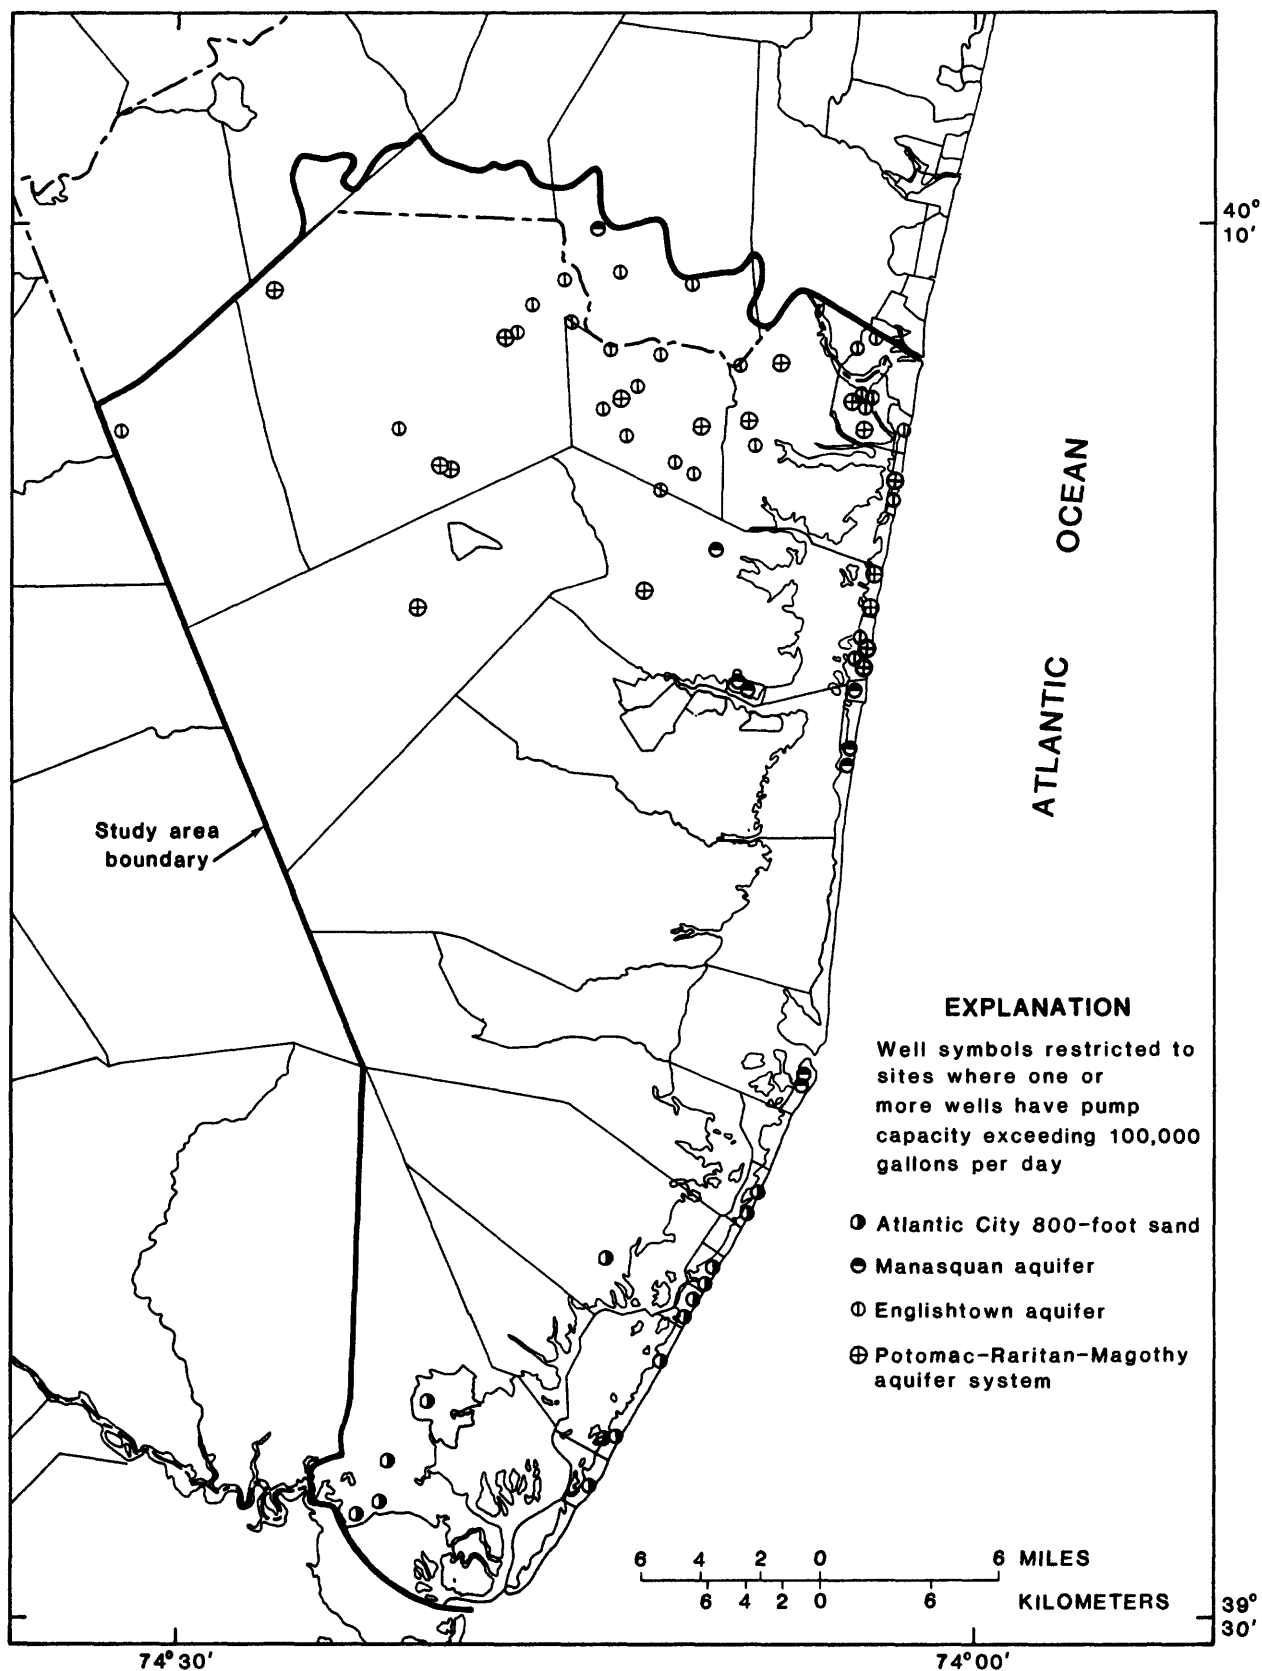 40°
10'
OCEAN
ATLANTIC
Study area
boundary
EXPLANATION
Well symbols restricted to
sites where one or
more wells have pump
capacity exceeding 100,000
gallons per day
Atlantic City 800-foot sand
Manasquan aquifer
Englishtown aquifer
Potomac-Raritan-Magothy
aquifer system
6 4 2 0 6 MILES
6 4 2 0 6 KILOMETERS
39°
30'
74°30' 74°00'